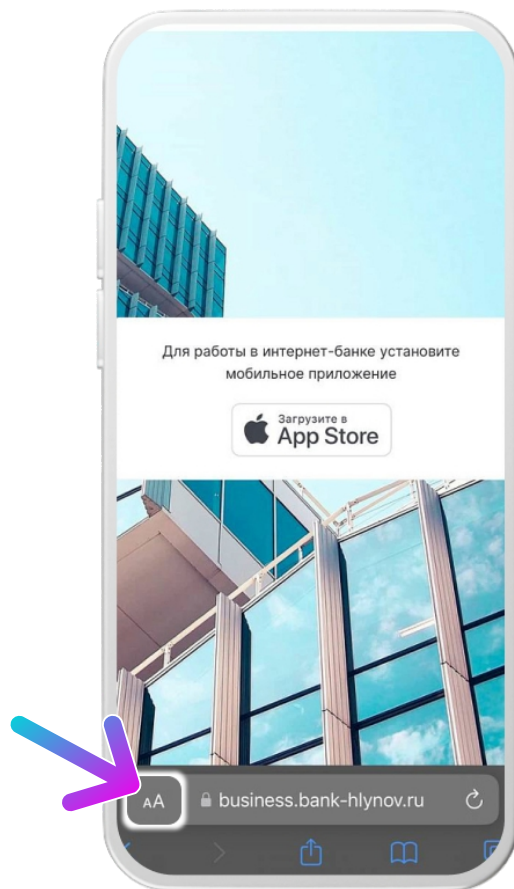 Для работы в интернет-банке установите
мобильное приложение
Загрузите в
App Store
AA business.bank-hlynov.ru